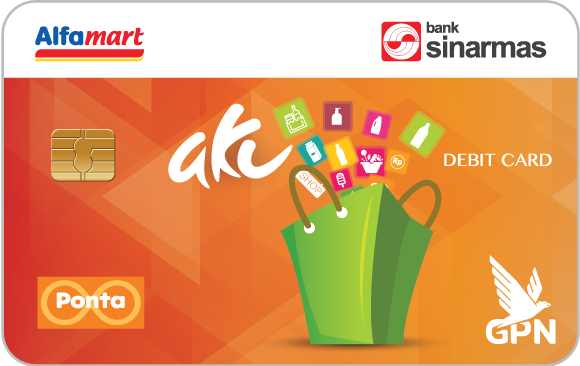 Alfamart
bank
sinarmas
aku
DEBIT CARD
Rp
SHOP
Ponta
GPN